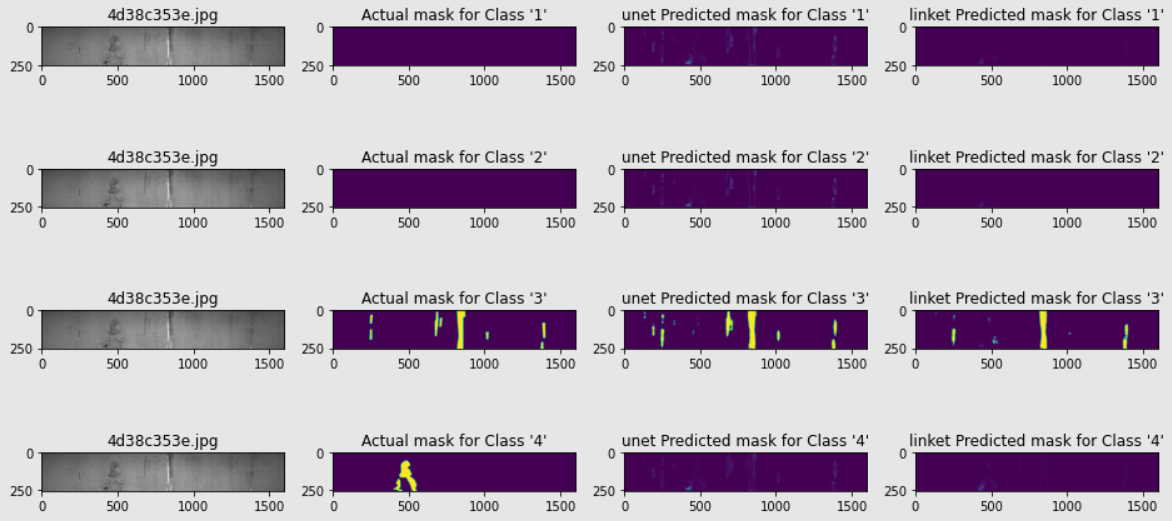 4d38c353e.jpg Actual mask for Class '1' unet Predicted mask for Class '1' linket Predicted mask for Class '1'
0 0 0 0
250 250 250 250
0 500 1000 1500 0 500 1000 1500 0 500 1000 1500 0 500 1000 1500
4d38c353e.jpg Actual mask for Class '2' unet Predicted mask for Class '2' linket Predicted mask for Class '2'
0 0 0 0
250 250 250 250
0 500 1000 1500 0 500 1000 1500 0 500 1000 1500 0 500 1000 1500
4d38c353e.jpg Actual mask for Class '3' unet Predicted mask for Class '3' linket Predicted mask for Class '3'
0 0 0 0
250 250 250 250
0 500 1000 1500 0 500 1000 1500 0 500 1000 1500 0 500 1000 1500
4d38c353e.jpg Actual mask for Class '4' unet Predicted mask for Class '4' linket Predicted mask for Class '4'
0 0 0 0
250 250 250 250
0 500 1000 1500 0 500 1000 1500 0 500 1000 1500 0 500 1000 1500